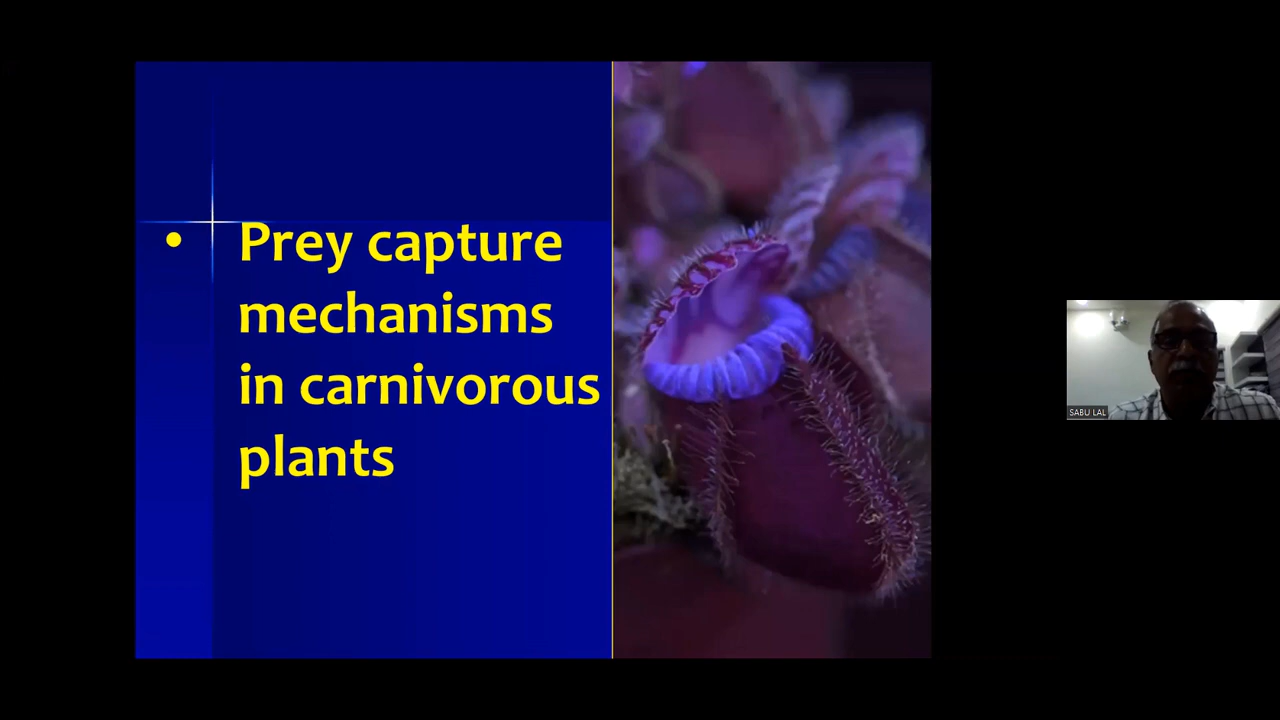 • Prey capture
mechanisms
in carnivorous
plants
SABU LAL